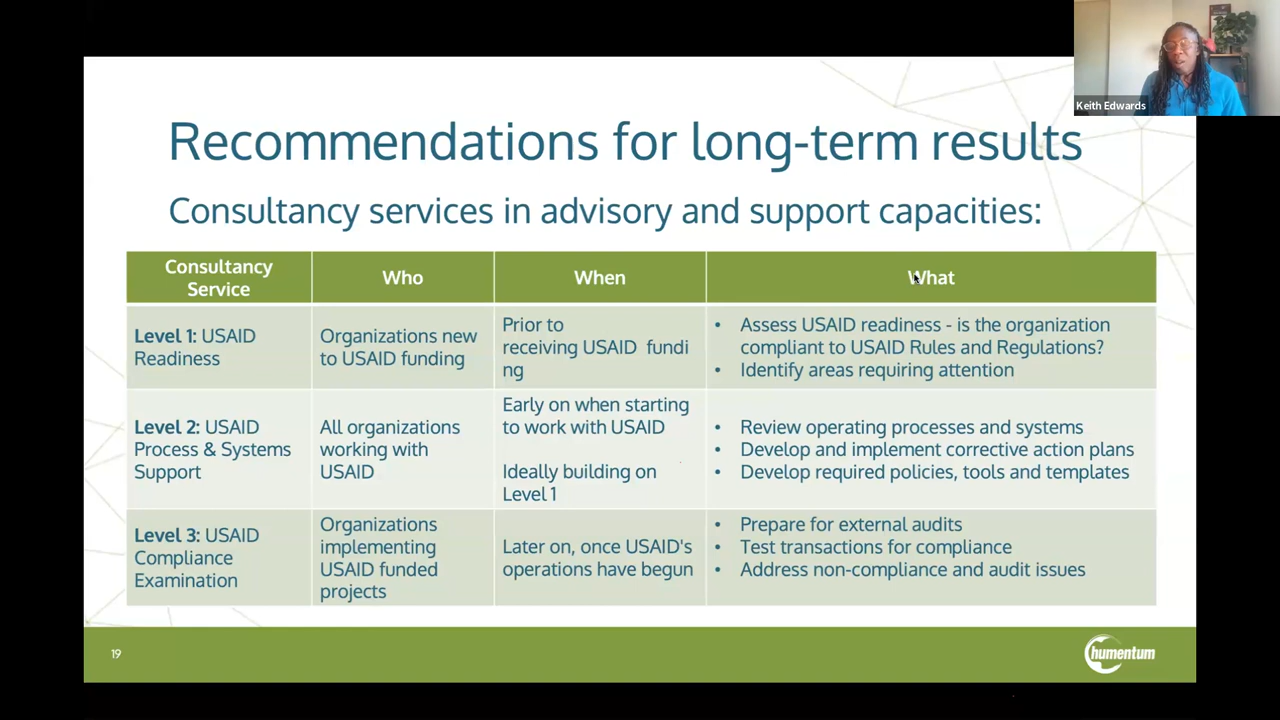 Keith Edwards
Recommendations for long-term results
Consultancy services in advisory and support capacities:
Consultancy
Service
Who
When
What
Level 1: USAID
Readiness
Organizations new
to USAID funding
Prior to
receiving USAID fundi
ng
• Assess USAID readiness - is the organization
compliant to USAID Rules and Regulations?
• Identify areas requiring attention
Level 2: USAID
Process & Systems
Support
All organizations
working with
USAID
Early on when starting
to work with USAID
Ideally building on
Level 1
• Review operating processes and systems
• Develop and implement corrective action plans
• Develop required policies, tools and templates
Level 3: USAID
Compliance
Examination
Organizations
implementing
USAID funded
projects
Later on, once USAID's
operations have begun
• Prepare for external audits
• Test transactions for compliance
• Address non-compliance and audit issues
19
humentum